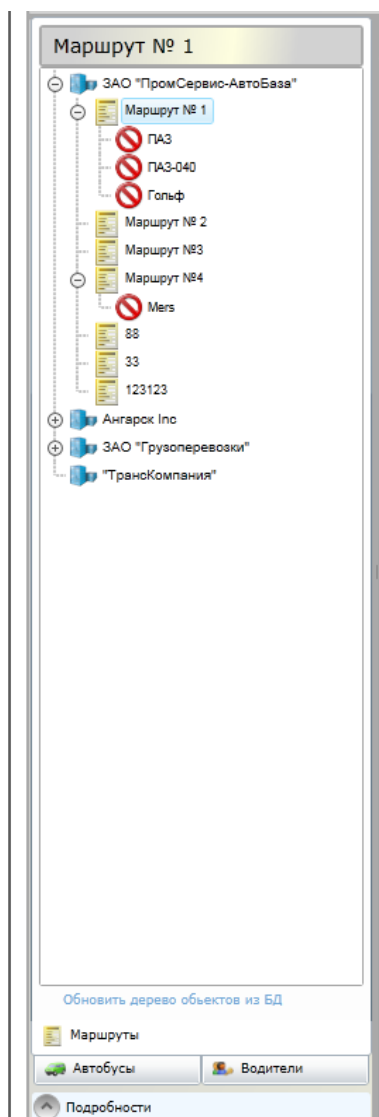 Маршрут № 1
ЗАО "ПромСервис-АвтоБаза"
Маршрут № 1
ПАЗ
ПАЗ-040
Гольф
Маршрут № 2
Маршрут №3
Маршрут №4
Mers
88
33
123123
Ангарск Inc
ЗАО "Грузоперевозки"
"ТрансКомпания"
Обновить дерево обьектов из БД
Маршруты
Автобусы Водители
Подробности